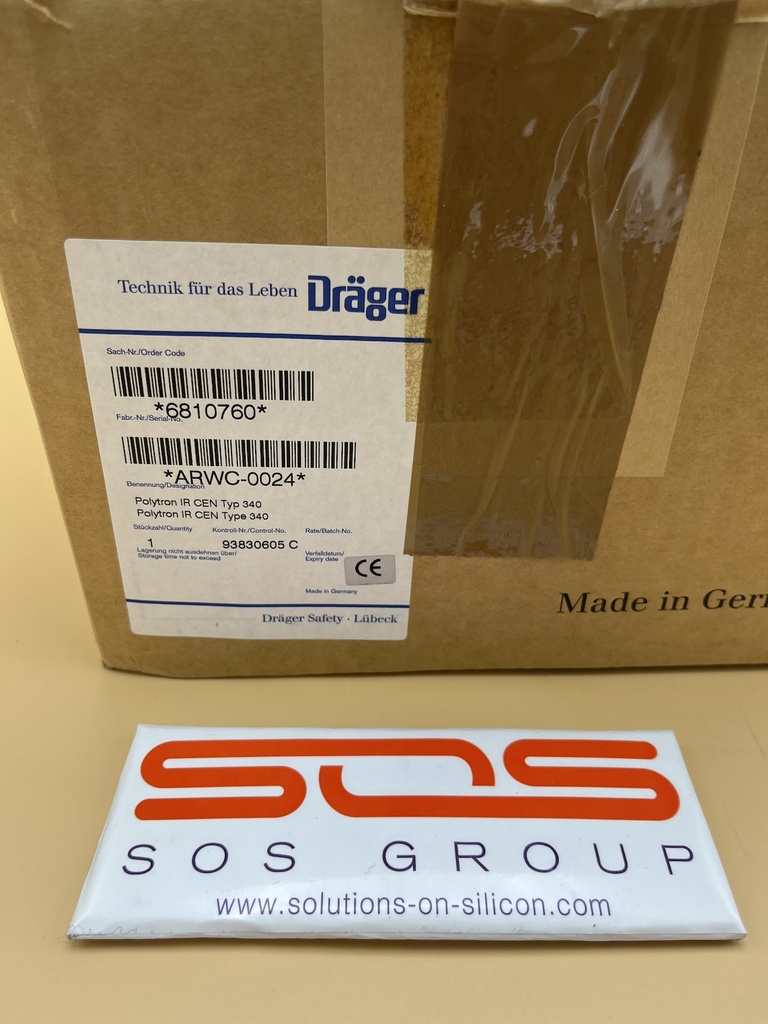 Technik für das Leben Dräger
Sach-Nr./Order Code
*6810760*
Fabr.-Nr./Serial-No.
*ARWC-0024*
Benennung/Designation
Polytron IR CEN Typ 340
Polytron IR CEN Type 340
Stückzahl/Quantity Kontroll-Nr./Control-No. Rate/Batch-No.
1 93830605 C
Lagerung nicht ausdehnen über/
Storage time not to exceed
Verfalldatum/
Expiry date
CE
Made in Germany
Dräger Safety · Lübeck
Made in Ger
SOS
SOS GROUP
www.solutions-on-silicon.com